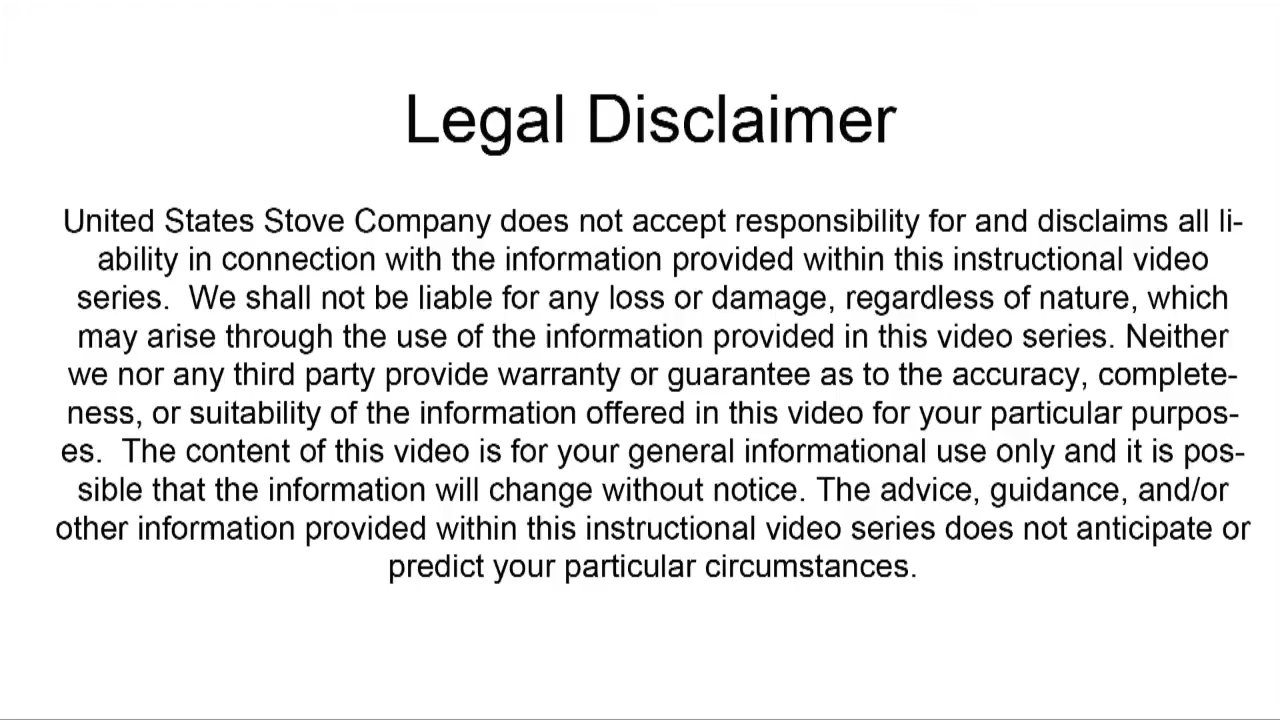 Legal Disclaimer
United States Stove Company does not accept responsibility for and disclaims all li-
ability in connection with the information provided within this instructional video
series.  We shall not be liable for any loss or damage, regardless of nature, which
may arise through the use of the information provided in this video series. Neither
we nor any third party provide warranty or guarantee as to the accuracy, complete-
ness, or suitability of the information offered in this video for your particular purpos-
es.  The content of this video is for your general informational use only and it is pos-
sible that the information will change without notice. The advice, guidance, and/or
other information provided within this instructional video series does not anticipate or
predict your particular circumstances.